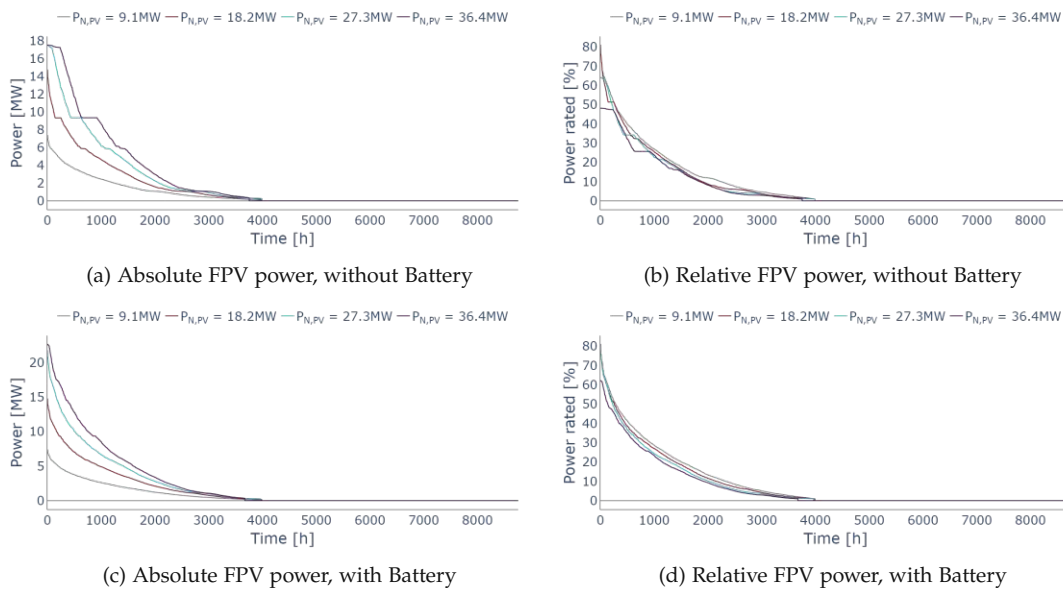 P_N,PV = 9.1MW P_N,PV = 18.2MW P_N,PV = 27.3MW P_N,PV = 36.4MW
Power [MW]
18
16
14
12
10
8
6
4
2
0
0 1000 2000 3000 4000 5000 6000 7000 8000
Time [h]
(a) Absolute FPV power, without Battery
P_N,PV = 9.1MW P_N,PV = 18.2MW P_N,PV = 27.3MW P_N,PV = 36.4MW
Power rated [%]
80
70
60
50
40
30
20
10
0
0 1000 2000 3000 4000 5000 6000 7000 8000
Time [h]
(b) Relative FPV power, without Battery
P_N,PV = 9.1MW P_N,PV = 18.2MW P_N,PV = 27.3MW P_N,PV = 36.4MW
Power [MW]
20
15
10
5
0
0 1000 2000 3000 4000 5000 6000 7000 8000
Time [h]
(c) Absolute FPV power, with Battery
P_N,PV = 9.1MW P_N,PV = 18.2MW P_N,PV = 27.3MW P_N,PV = 36.4MW
Power rated [%]
80
70
60
50
40
30
20
10
0
0 1000 2000 3000 4000 5000 6000 7000 8000
Time [h]
(d) Relative FPV power, with Battery